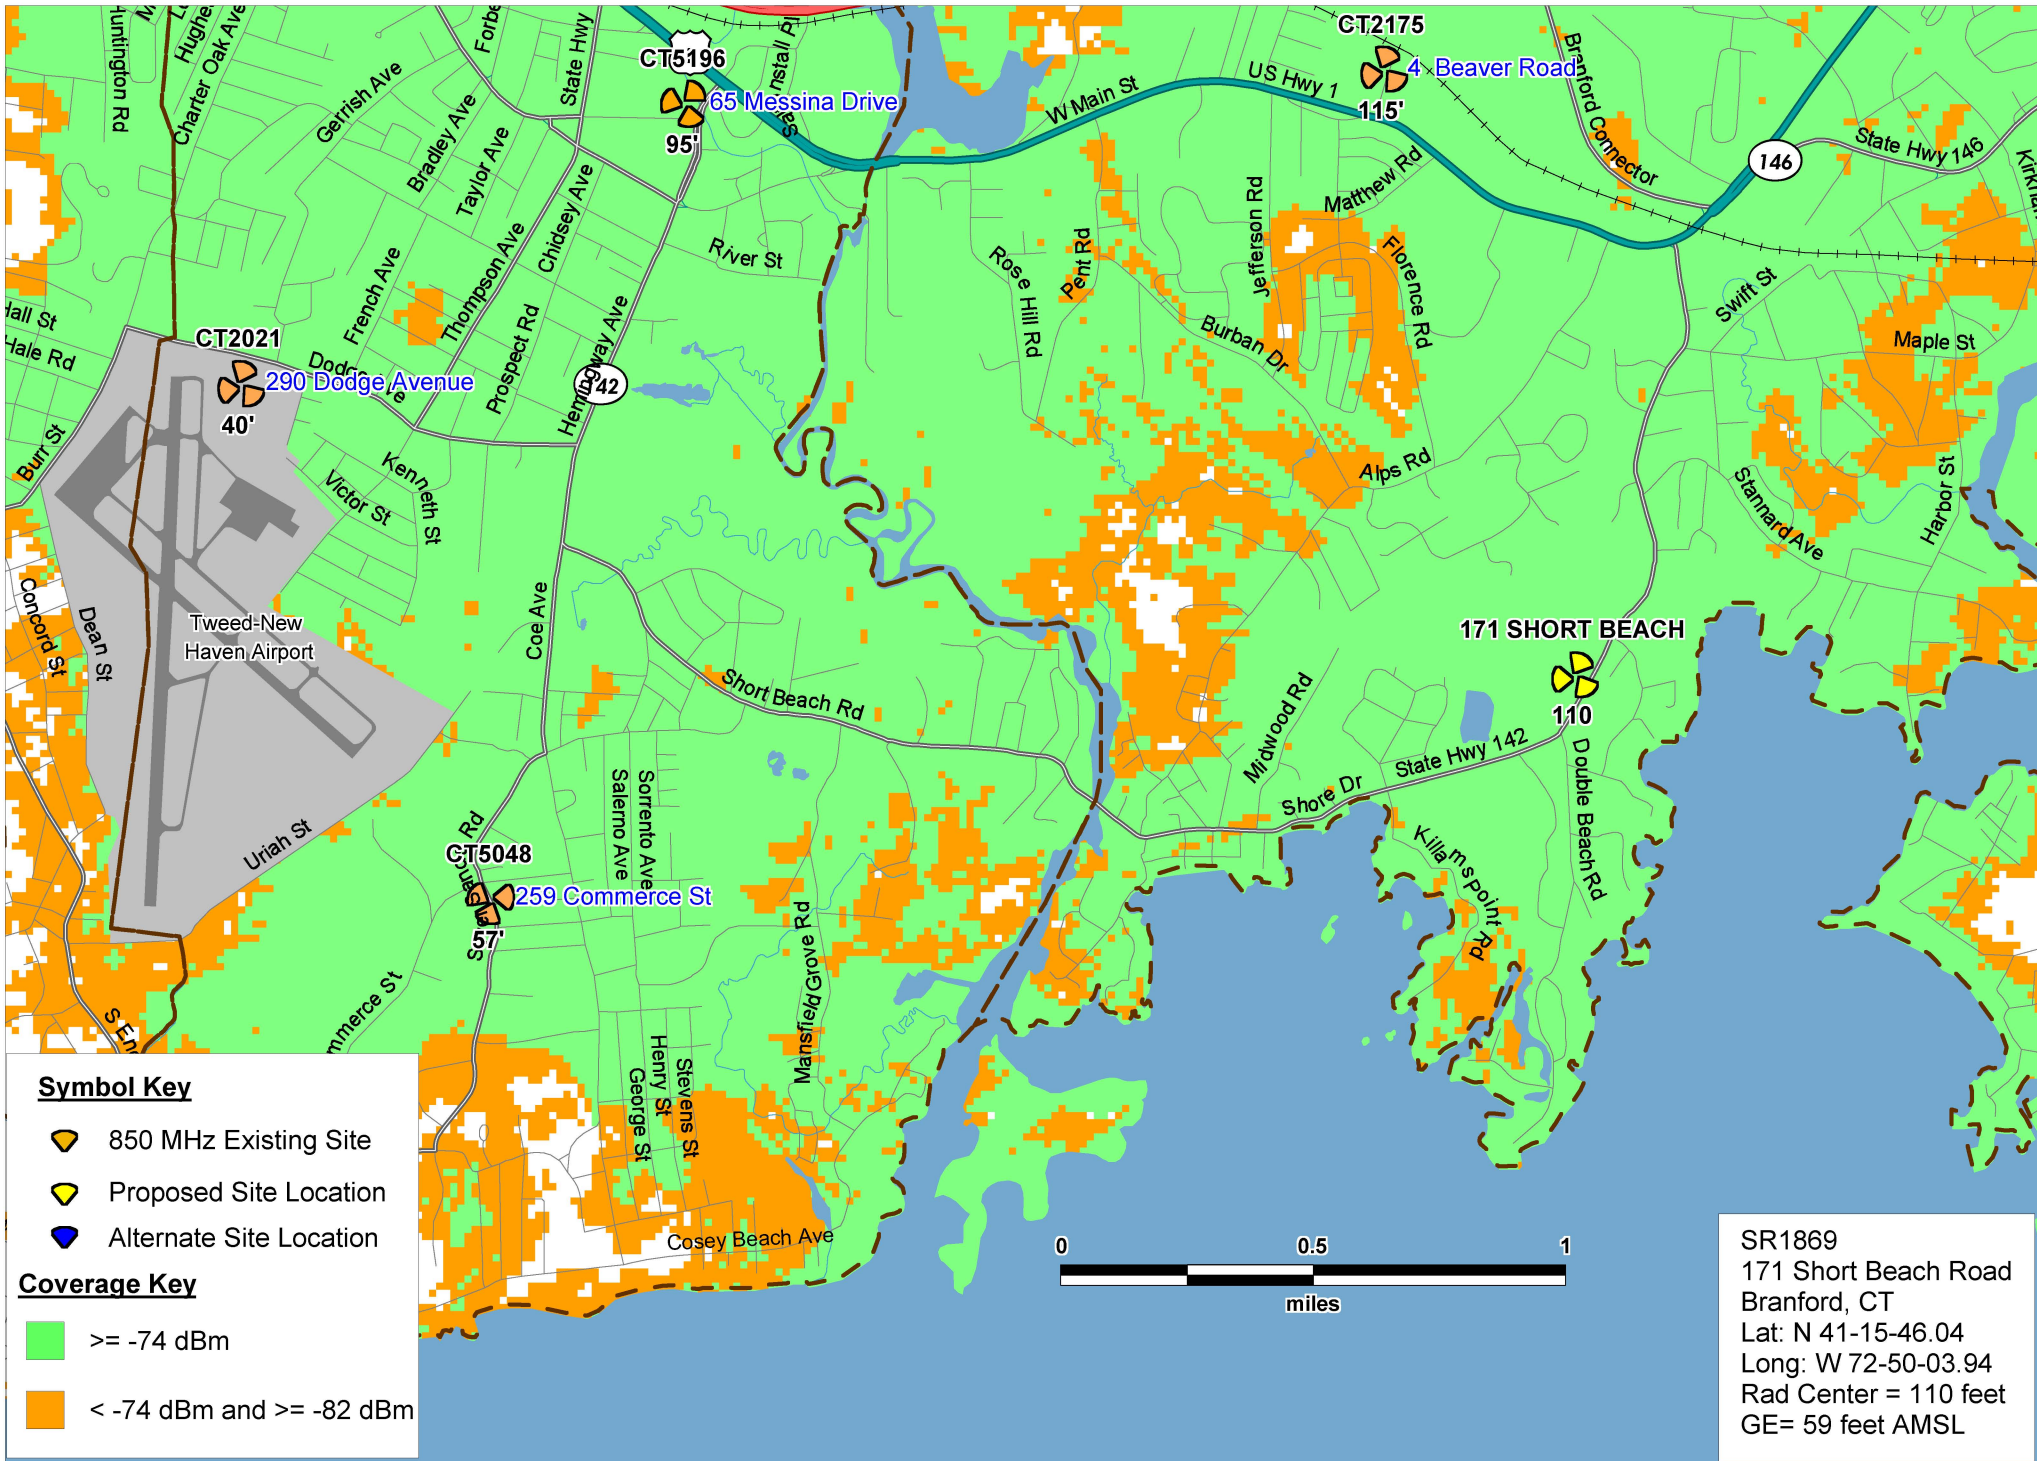 CT5196
65 Messina Drive
95'
CT2175
4 Beaver Road
115'
CT2021
290 Dodge Avenue
40'
CT5048
259 Commerce St
57'
171 SHORT BEACH
110
Huntington Rd
Charter Oak Ave
Gerrish Ave
Bradley Ave
Taylor Ave
State Hwy
Thompson Ave
Chidsey Ave
French Ave
Prospect Rd
Hemingway Ave
River St
W Main St
US Hwy 1
Branford Connector
146
State Hwy 146
Matthew Rd
Jefferson Rd
Florence Rd
Rose Hill Rd
Pent Rd
Burban Dr
Alps Rd
Swift St
Maple St
Stannard Ave
Harbor St
Hall St
Hale Rd
Burr St
Dodge Ave
Victor St
Kenneth St
Coe Ave
Concord St
Dean St
Tweed-New
Haven Airport
Uriah St
Short Beach Rd
Salerno Ave
Sorrento Ave
Midwood Rd
Shore Dr
State Hwy 142
Double Beach Rd
Killams Point Rd
Mansfield Grove Rd
Henry St
George St
Stevens St
Cosey Beach Ave
0 0.5 1
miles
Symbol Key
850 MHz Existing Site
Proposed Site Location
Alternate Site Location
Coverage Key
>= -74 dBm
< -74 dBm and >= -82 dBm
SR1869
171 Short Beach Road
Branford, CT
Lat: N 41-15-46.04
Long: W 72-50-03.94
Rad Center = 110 feet
GE= 59 feet AMSL